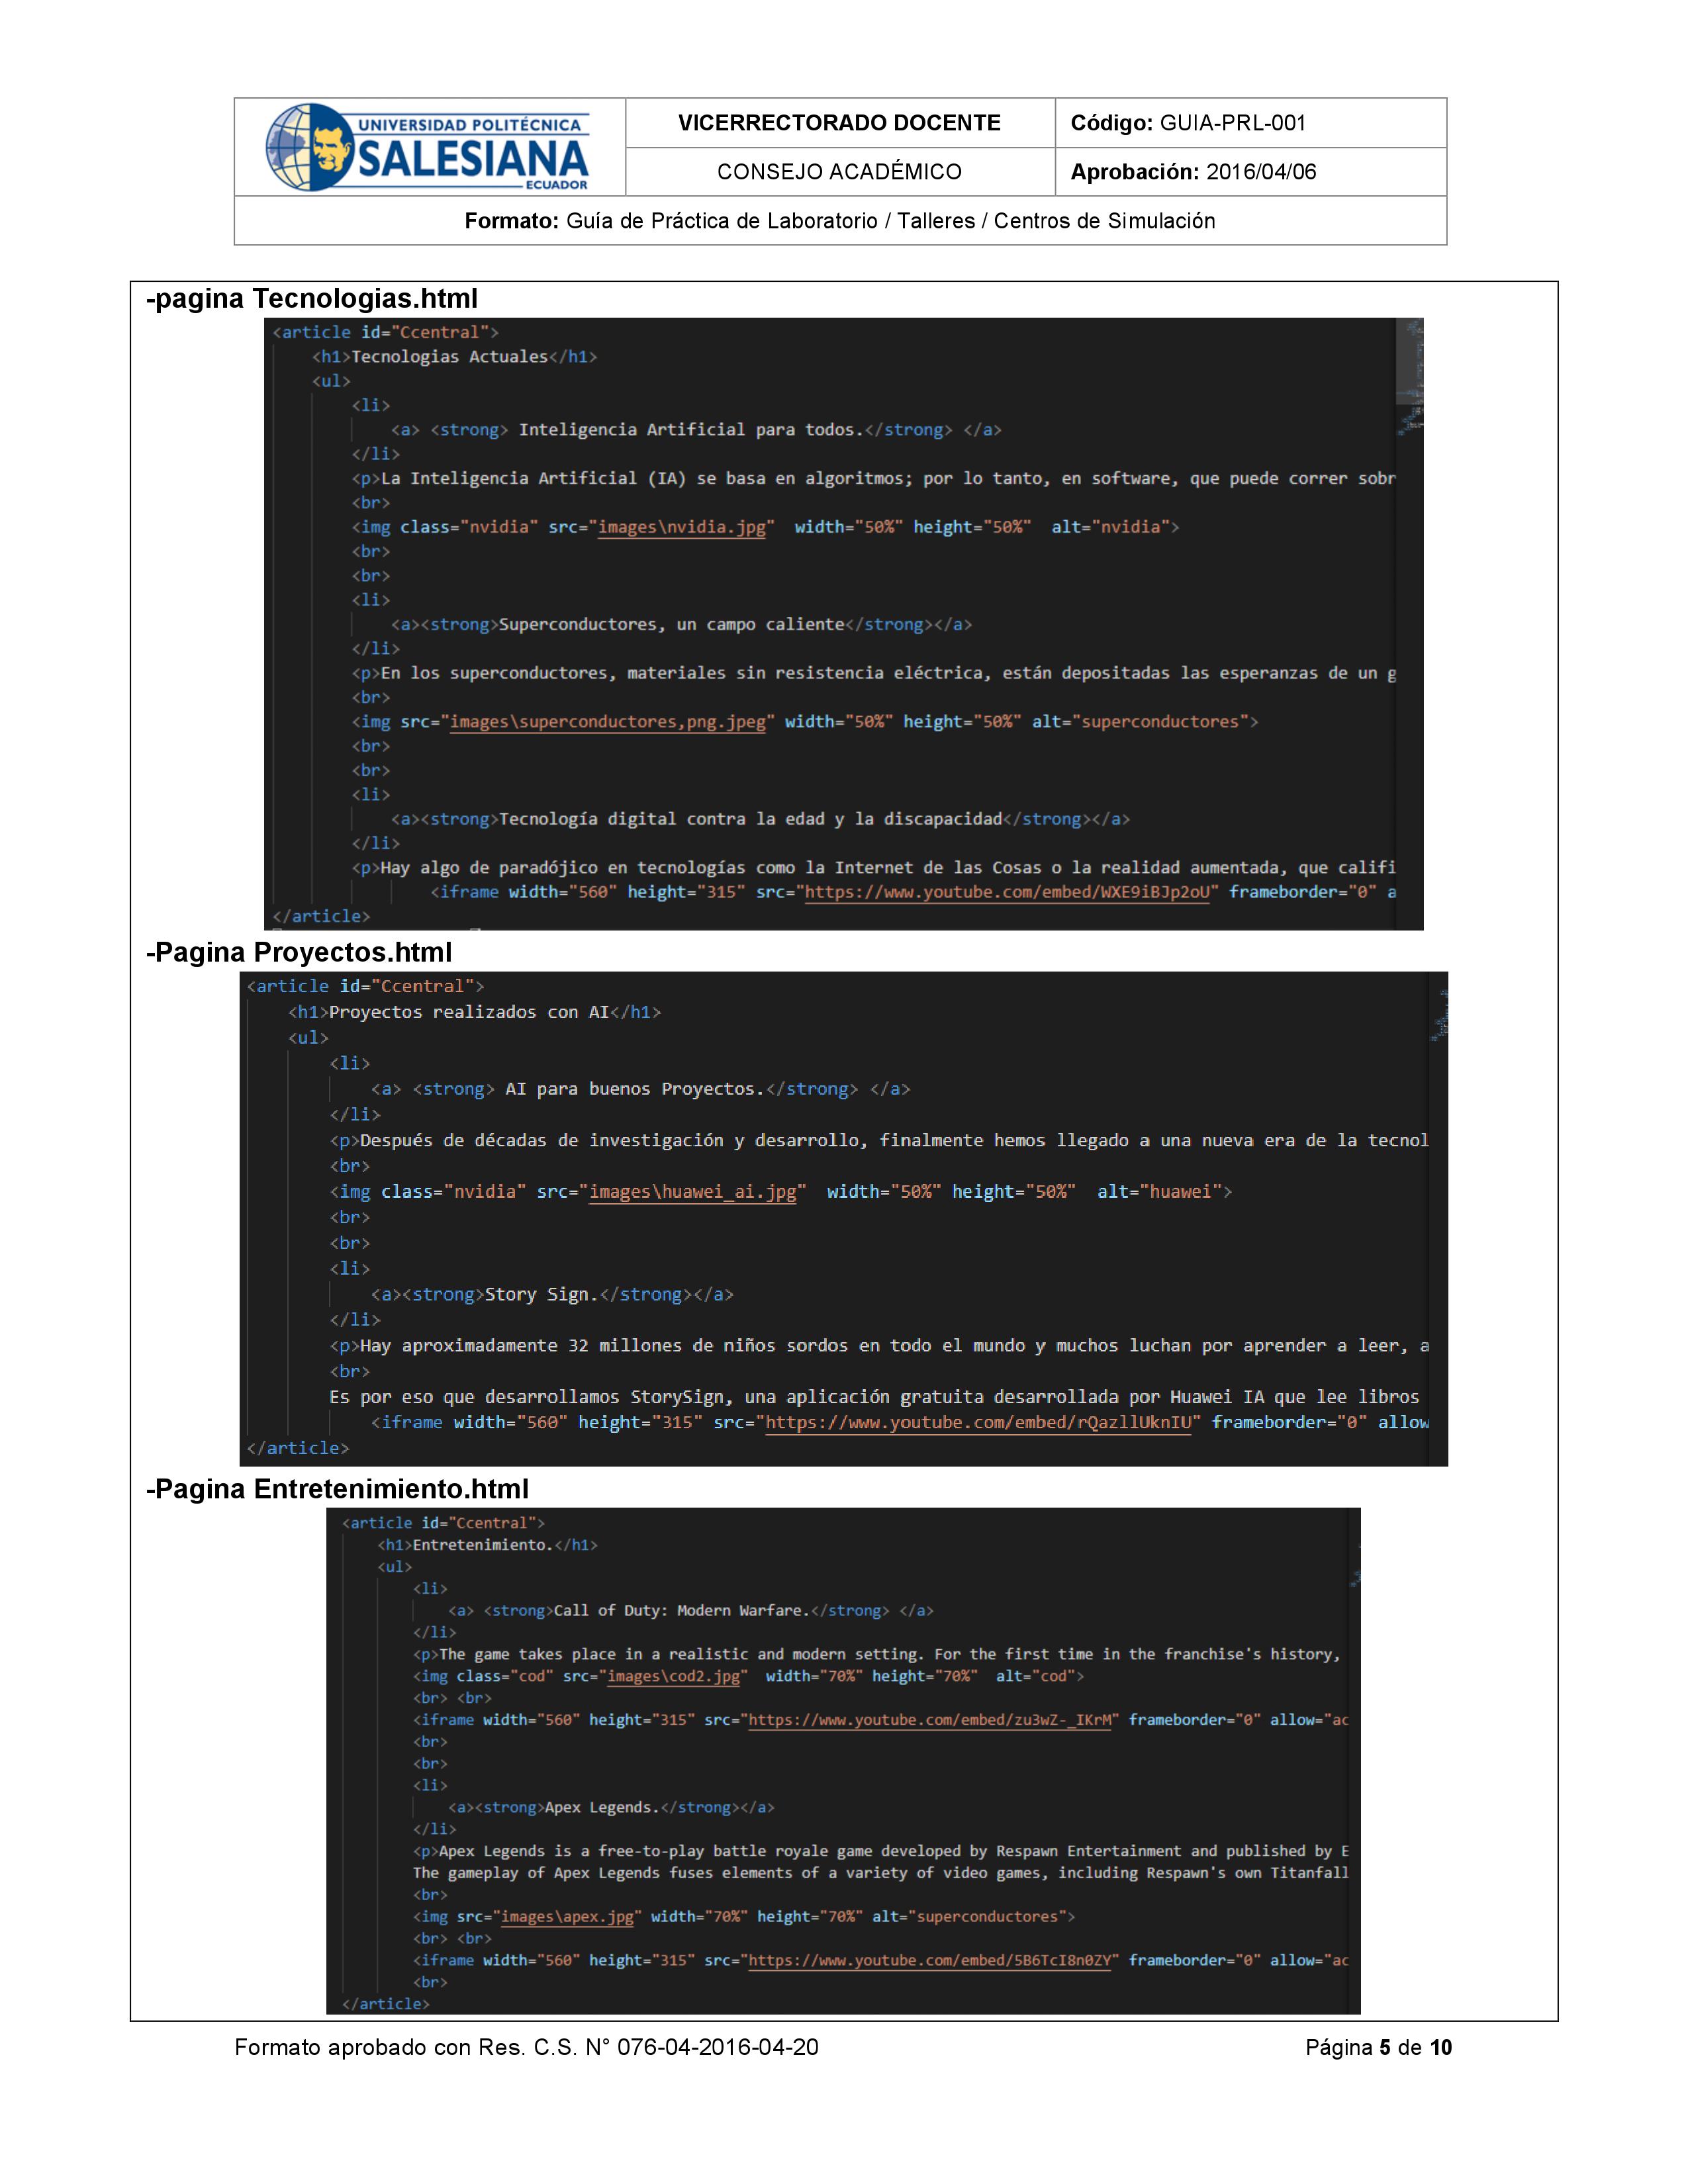 UNIVERSIDAD POLITÉCNICA
SALESIANA
ECUADOR
VICERRECTORADO DOCENTE
Código: GUIA-PRL-001
CONSEJO ACADÉMICO
Aprobación: 2016/04/06
Formato: Guía de Práctica de Laboratorio / Talleres / Centros de Simulación
-pagina Tecnologias.html
<article id="Ccentral">
<h1>Tecnologias Actuales</h1>
<ul>
<li>
<a> <strong> Inteligencia Artificial para todos.</strong> </a>
</li>
<p>La Inteligencia Artificial (IA) se basa en algoritmos; por lo tanto, en software, que puede correr sobr
<br>
<img class="nvidia" src="images\nvidia.jpg"  width="50%" height="50%"  alt="nvidia">
<br>
<br>
<li>
<a><strong>Superconductores, un campo caliente</strong></a>
</li>
<p>En los superconductores, materiales sin resistencia eléctrica, están depositadas las esperanzas de un g
<br>
<img src="images\superconductores,png.jpeg" width="50%" height="50%" alt="superconductores">
<br>
<br>
<li>
<a><strong>Tecnología digital contra la edad y la discapacidad</strong></a>
</li>
<p>Hay algo de paradójico en tecnologías como la Internet de las Cosas o la realidad aumentada, que califi
<iframe width="560" height="315" src="https://www.youtube.com/embed/WXE9iBJp2oU" frameborder="0" a
</article>
-Pagina Proyectos.html
<article id="Ccentral">
<h1>Proyectos realizados con AI</h1>
<ul>
<li>
<a> <strong> AI para buenos Proyectos.</strong> </a>
</li>
<p>Después de décadas de investigación y desarrollo, finalmente hemos llegado a una nueva era de la tecnol
<br>
<img class="nvidia" src="images\huawei_ai.jpg"  width="50%" height="50%"  alt="huawei">
<br>
<br>
<li>
<a><strong>Story Sign.</strong></a>
</li>
<p>Hay aproximadamente 32 millones de niños sordos en todo el mundo y muchos luchan por aprender a leer, a
<br>
Es por eso que desarrollamos StorySign, una aplicación gratuita desarrollada por Huawei IA que lee libros
<iframe width="560" height="315" src="https://www.youtube.com/embed/rQazllUknIU" frameborder="0" allow
</article>
-Pagina Entretenimiento.html
<article id="Ccentral">
<h1>Entretenimiento.</h1>
<ul>
<li>
<a> <strong>Call of Duty: Modern Warfare.</strong> </a>
</li>
<p>The game takes place in a realistic and modern setting. For the first time in the franchise's history,
<img class="cod" src="images\cod2.jpg"  width="70%" height="70%"  alt="cod">
<br> <br>
<iframe width="560" height="315" src="https://www.youtube.com/embed/zu3wZ-_IKrM" frameborder="0" allow="ac
<br>
<br>
<li>
<a><strong>Apex Legends.</strong></a>
</li>
<p>Apex Legends is a free-to-play battle royale game developed by Respawn Entertainment and published by E
The gameplay of Apex Legends fuses elements of a variety of video games, including Respawn's own Titanfall
<br>
<img src="images\apex.jpg" width="70%" height="70%" alt="superconductores">
<br> <br>
<iframe width="560" height="315" src="https://www.youtube.com/embed/5B6TcI8n0ZY" frameborder="0" allow="ac
<br>
</article>
Formato aprobado con Res. C.S. N° 076-04-2016-04-20
Página 5 de 10